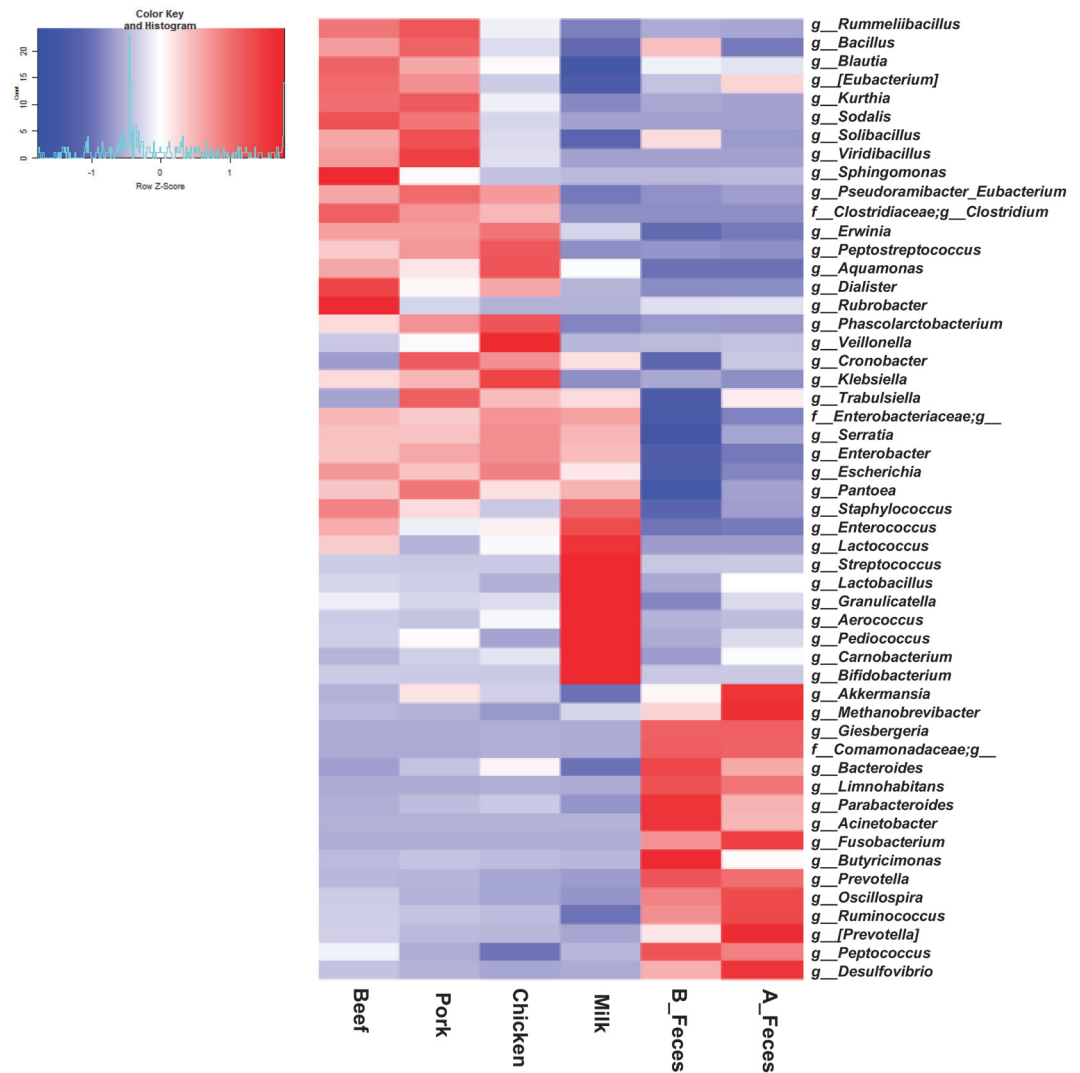 Color Key
and Histogram
Count
0 5 10 15 20
-1 0 1
Row Z-Score
g__Rummeliibacillus
g__Bacillus
g__Blautia
g__[Eubacterium]
g__Kurthia
g__Sodalis
g__Solibacillus
g__Viridibacillus
g__Sphingomonas
g__Pseudoramibacter_Eubacterium
f__Clostridiaceae;g__Clostridium
g__Erwinia
g__Peptostreptococcus
g__Aquamonas
g__Dialister
g__Rubrobacter
g__Phascolarctobacterium
g__Veillonella
g__Cronobacter
g__Klebsiella
g__Trabulsiella
f__Enterobacteriaceae;g__
g__Serratia
g__Enterobacter
g__Escherichia
g__Pantoea
g__Staphylococcus
g__Enterococcus
g__Lactococcus
g__Streptococcus
g__Lactobacillus
g__Granulicatella
g__Aerococcus
g__Pediococcus
g__Carnobacterium
g__Bifidobacterium
g__Akkermansia
g__Methanobrevibacter
g__Giesbergeria
f__Comamonadaceae;g__
g__Bacteroides
g__Limnohabitans
g__Parabacteroides
g__Acinetobacter
g__Fusobacterium
g__Butyricimonas
g__Prevotella
g__Oscillospira
g__Ruminococcus
g__[Prevotella]
g__Peptococcus
g__Desulfovibrio
Beef
Pork
Chicken
Milk
B_Feces
A_Feces